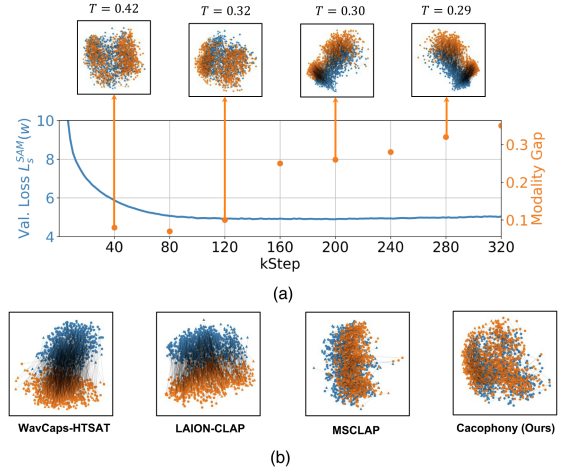 T = 0.42 T = 0.32 T = 0.30 T = 0.29
10
8
6
4
Val. Loss L_s^{SAM}(w)
0.3
0.2
0.1
Modality Gap
40 80 120 160 200 240 280 320
kStep
(a)
WavCaps-HTSAT LAION-CLAP MSCLAP Cacophony (Ours)
(b)